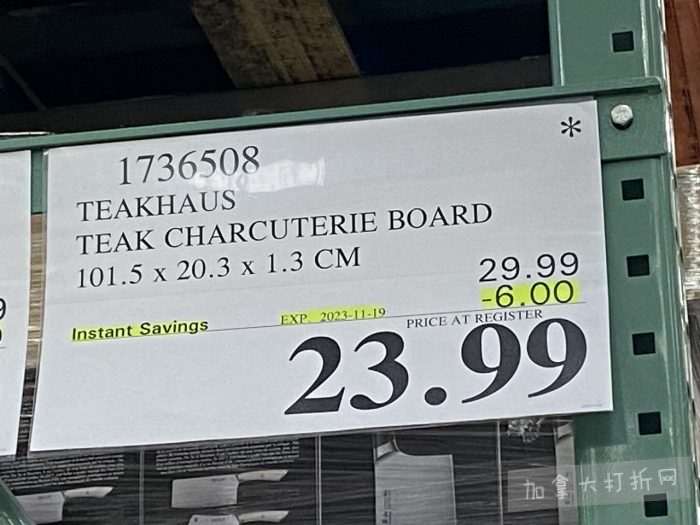 *
1736508
TEAKHAUS
TEAK CHARCUTERIE BOARD
101.5 x 20.3 x 1.3 CM
29.99
-6.00
Instant Savings
EXP. 2023-11-19
PRICE AT REGISTER
23.99
加拿大打折网